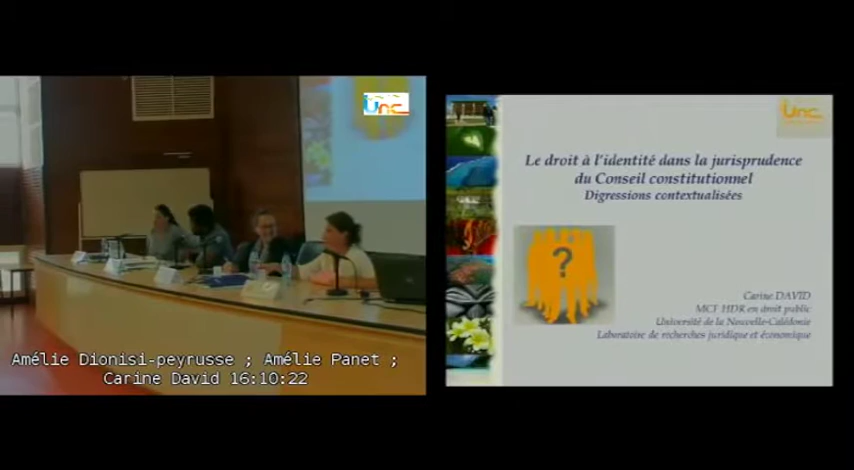 Unc
Amélie Dionisi-peyrusse ; Amélie Panet ;
Carine David 16:10:22
Unc
Le droit à l'identité dans la jurisprudence
du Conseil constitutionnel
Digressions contextualisées
?
Carine DAVID
MCF HDR en droit public
Université de la Nouvelle-Calédonie
Laboratoire de recherches juridique et économique